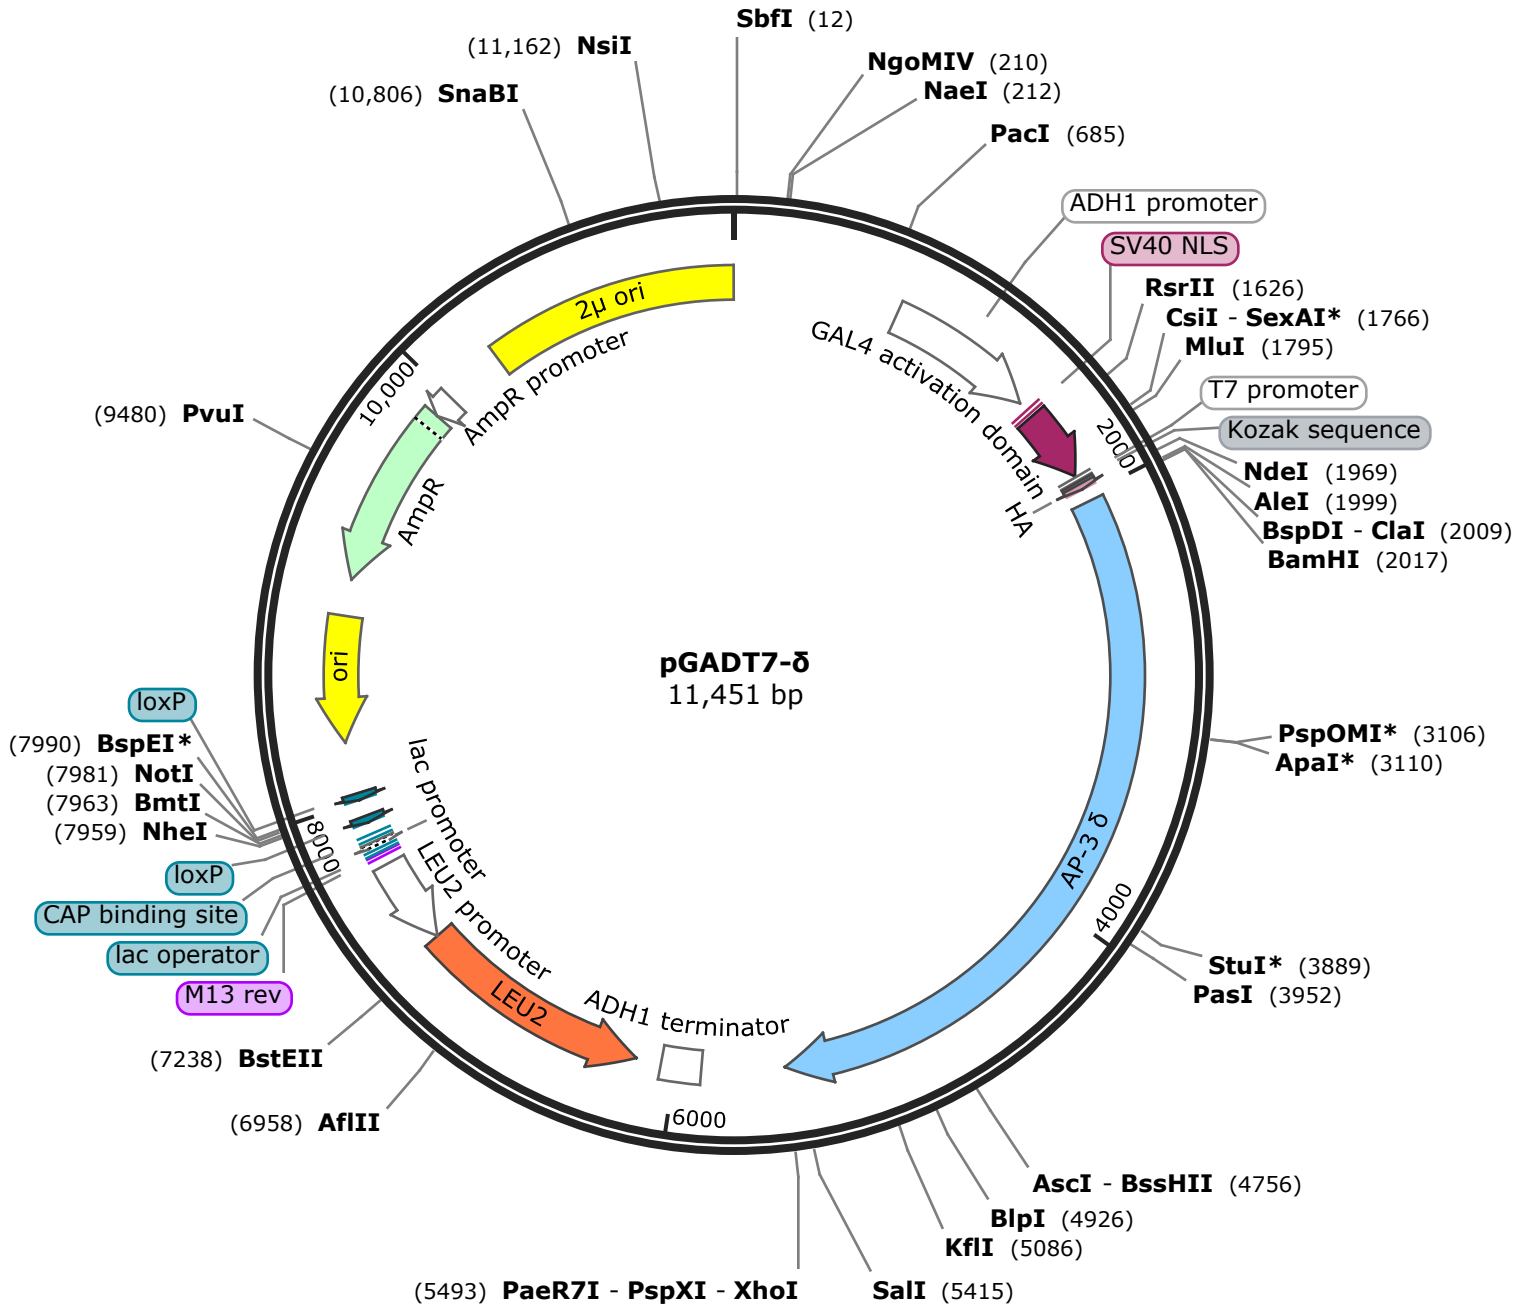 SbfI (12)
(11,162) NsiI
NgoMIV (210)
(10,806) SnaBI
NaeI (212)
PacI (685)
ADH1 promoter
SV40 NLS
RsrII (1626)
CsiI - SexAI* (1766)
MluI (1795)
T7 promoter
Kozak sequence
NdeI (1969)
AleI (1999)
BspDI - ClaI (2009)
BamHI (2017)
2µ ori
AmpR promoter
GAL4 activation domain
10,000
2000
(9480) PvuI
AmpR
HA
ori
pGADT7-δ
11,451 bp
loxP
(7990) BspEI*
(7981) NotI
(7963) BmtI
(7959) NheI
PspOMI* (3106)
ApaI* (3110)
lac promoter
8000
LEU2 promoter
AP-3 δ
loxP
CAP binding site
lac operator
M13 rev
4000
StuI* (3889)
PasI (3952)
LEU2
ADH1 terminator
(7238) BstEII
(6958) AflII
6000
AscI - BssHII (4756)
BlpI (4926)
KflI (5086)
(5493) PaeR7I - PspXI - XhoI
SalI (5415)